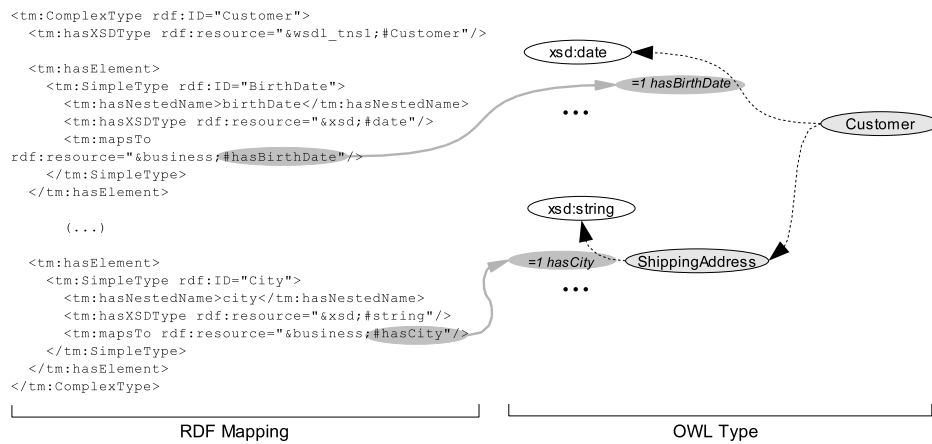 <tm:ComplexType rdf:ID="Customer">
<tm:hasXSDType rdf:resource="&wsdl_tns1;#Customer"/>
<tm:hasElement>
<tm:SimpleType rdf:ID="BirthDate">
<tm:hasNestedName>birthDate</tm:hasNestedName>
<tm:hasXSDType rdf:resource="&xsd;#date"/>
<tm:mapsTo
rdf:resource="&business;#hasBirthDate"/>
</tm:SimpleType>
</tm:hasElement>
(...)
<tm:hasElement>
<tm:SimpleType rdf:ID="City">
<tm:hasNestedName>city</tm:hasNestedName>
<tm:hasXSDType rdf:resource="&xsd;#string"/>
<tm:mapsTo rdf:resource="&business;#hasCity"/>
</tm:SimpleType>
</tm:hasElement>
</tm:ComplexType>
RDF Mapping
xsd:date
=1 hasBirthDate
...
Customer
xsd:string
=1 hasCity
ShippingAddress
...
OWL Type